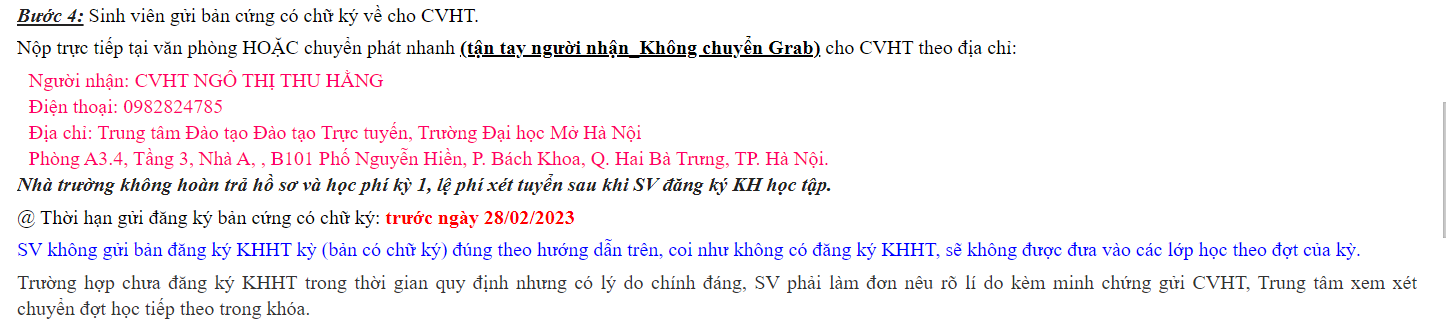 Bước 4: Sinh viên gửi bản cứng có chữ ký về cho CVHT.
Nộp trực tiếp tại văn phòng HOẶC chuyển phát nhanh (tận tay người nhận_Không chuyển Grab) cho CVHT theo địa chỉ:
Người nhận: CVHT NGÔ THỊ THU HẰNG
Điện thoại: 0982824785
Địa chỉ: Trung tâm Đào tạo Đào tạo Trực tuyến, Trường Đại học Mở Hà Nội
Phòng A3.4, Tầng 3, Nhà A, , B101 Phố Nguyễn Hiền, P. Bách Khoa, Q. Hai Bà Trưng, TP. Hà Nội.
Nhà trường không hoàn trả hồ sơ và học phí kỳ 1, lệ phí xét tuyển sau khi SV đăng ký KH học tập.
@ Thời hạn gửi đăng ký bản cứng có chữ ký: trước ngày 28/02/2023
SV không gửi bản đăng ký KHHT kỳ (bản có chữ ký) đúng theo hướng dẫn trên, coi như không có đăng ký KHHT, sẽ không được đưa vào các lớp học theo đợt của kỳ.
Trường hợp chưa đăng ký KHHT trong thời gian quy định nhưng có lý do chính đáng, SV phải làm đơn nêu rõ lí do kèm minh chứng gửi CVHT, Trung tâm xem xét
chuyển đợt học tiếp theo trong khóa.